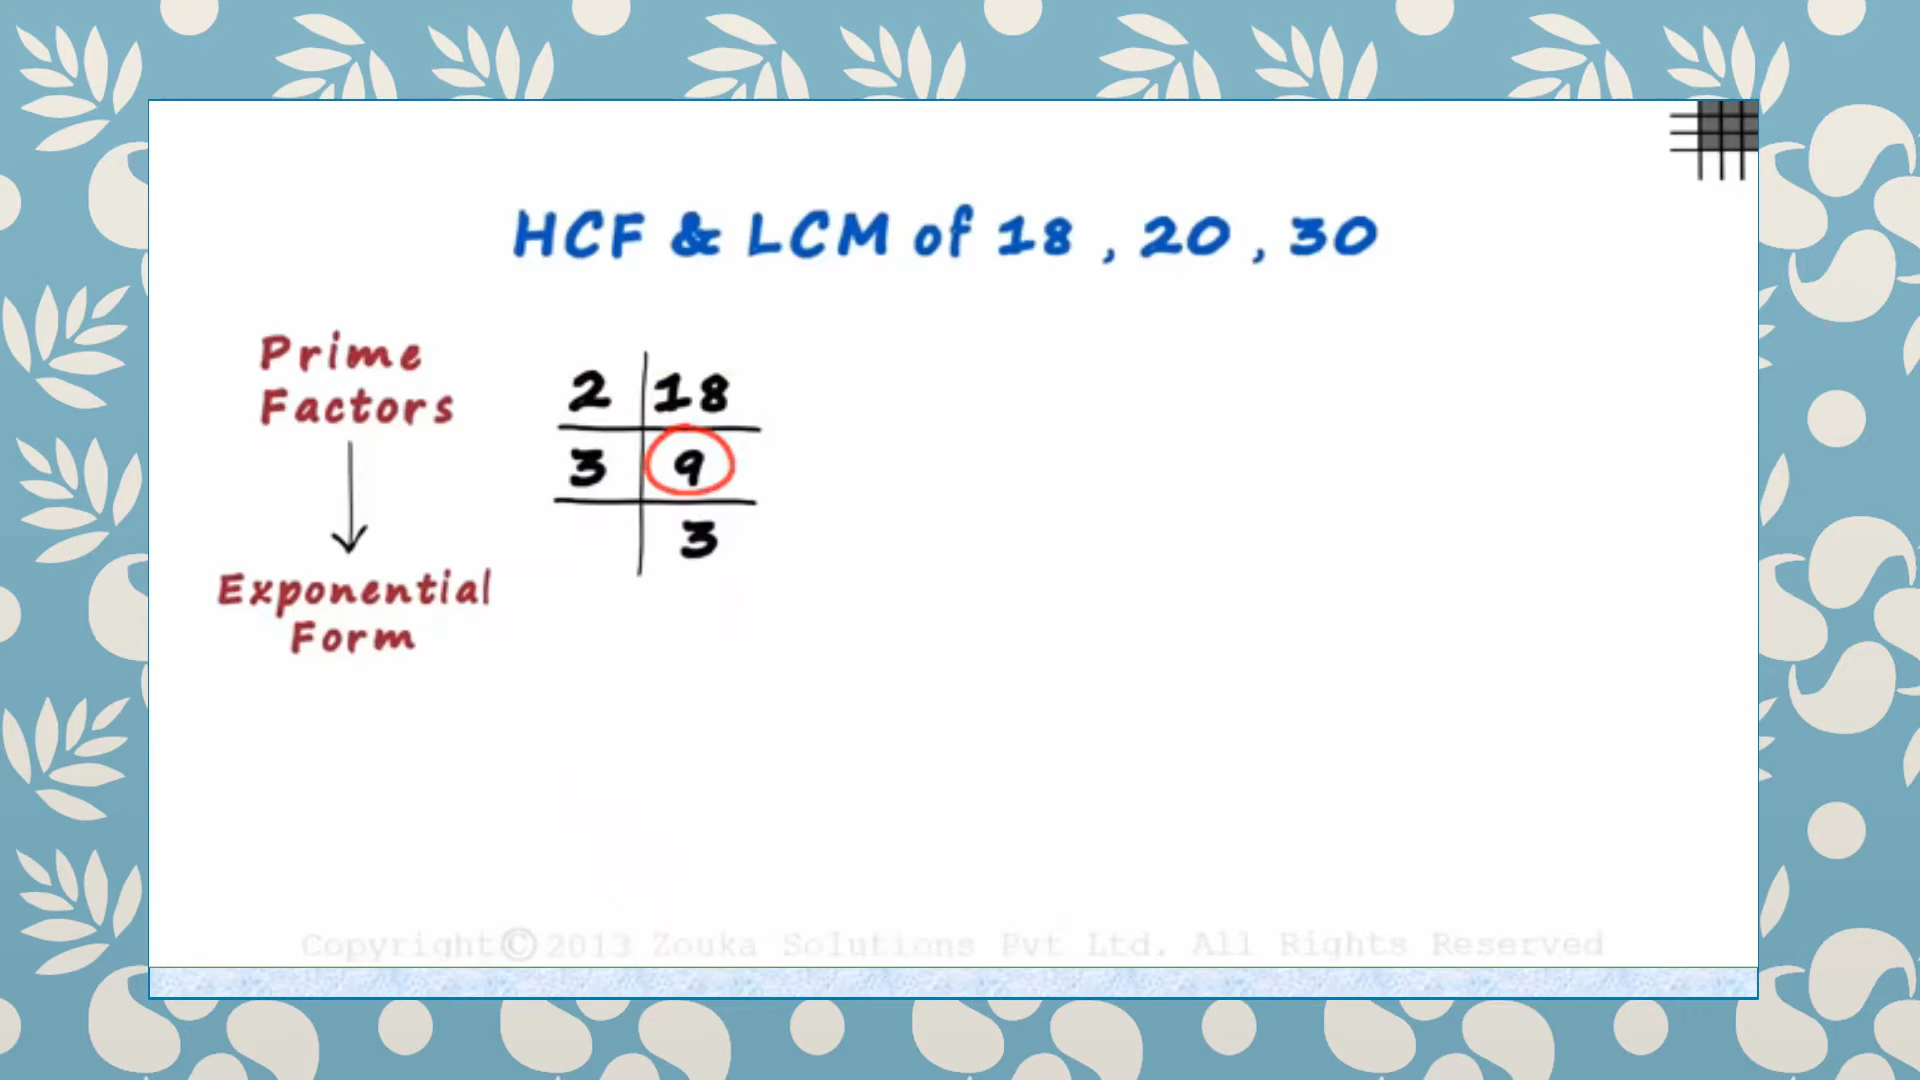 HCF & LCM of 18 , 20 , 30
Prime
Factors
Exponential
Form
2 18
3 9
3
Copyright©2013 Zouka Solutions Pvt Ltd. All Rights Reserved